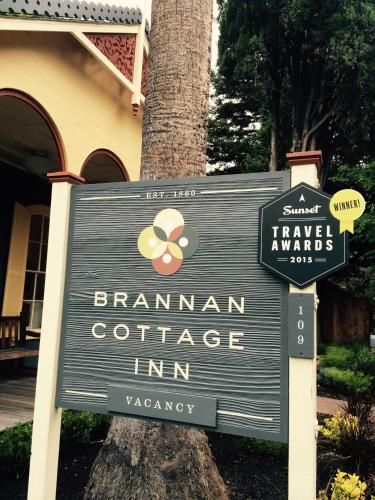 EST. 1860
BRANNAN
COTTAGE
INN
VACANCY
A
Sunset
TRAVEL
AWARDS
2015
WINNER!
109